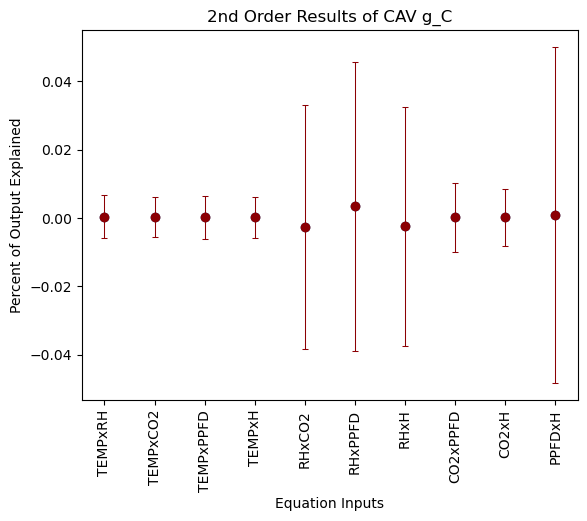 2nd Order Results of CAV g_C
Percent of Output Explained
0.04
0.02
0.00
−0.02
−0.04
TEMPxRH
TEMPxCO2
TEMPxPPFD
TEMPxH
RHxCO2
RHxPPFD
RHxH
CO2xPPFD
CO2xH
PPFDxH
Equation Inputs